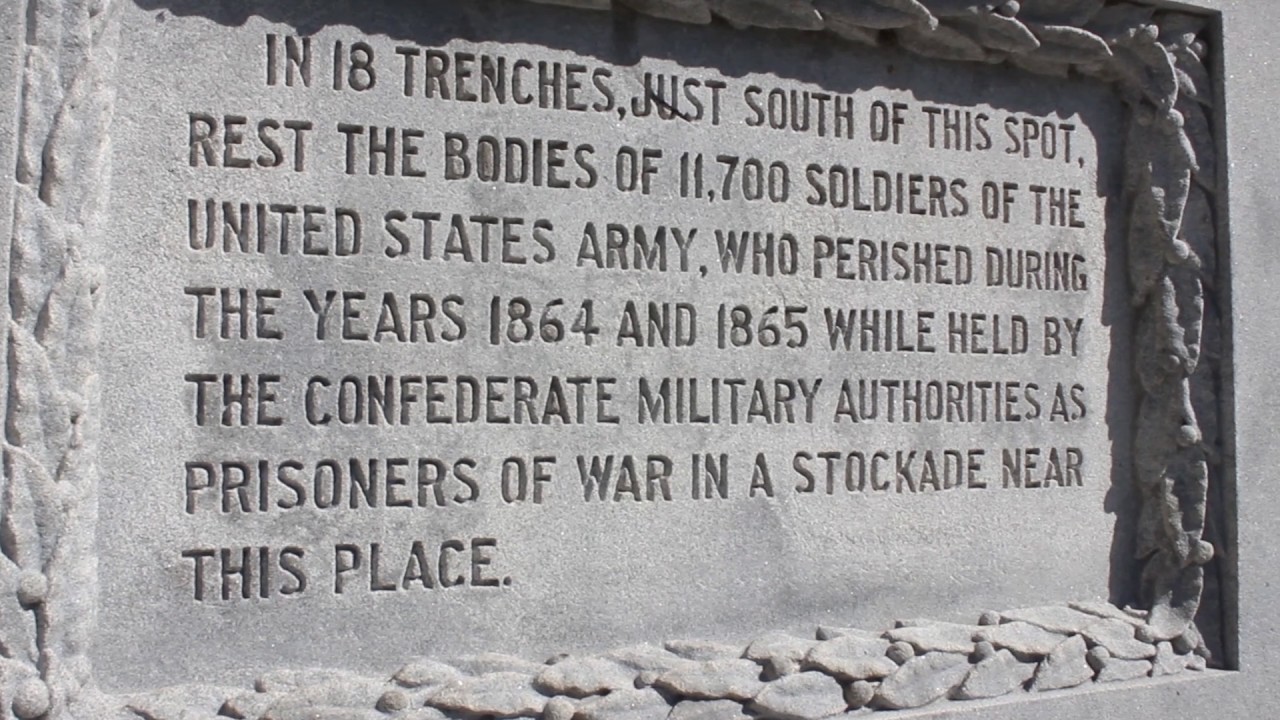 IN 18 TRENCHES, JUST SOUTH OF THIS SPOT,
REST THE BODIES OF 11,700 SOLDIERS OF THE
UNITED STATES ARMY, WHO PERISHED DURING
THE YEARS 1864 AND 1865 WHILE HELD BY
THE CONFEDERATE MILITARY AUTHORITIES AS
PRISONERS OF WAR IN A STOCKADE NEAR
THIS PLACE.